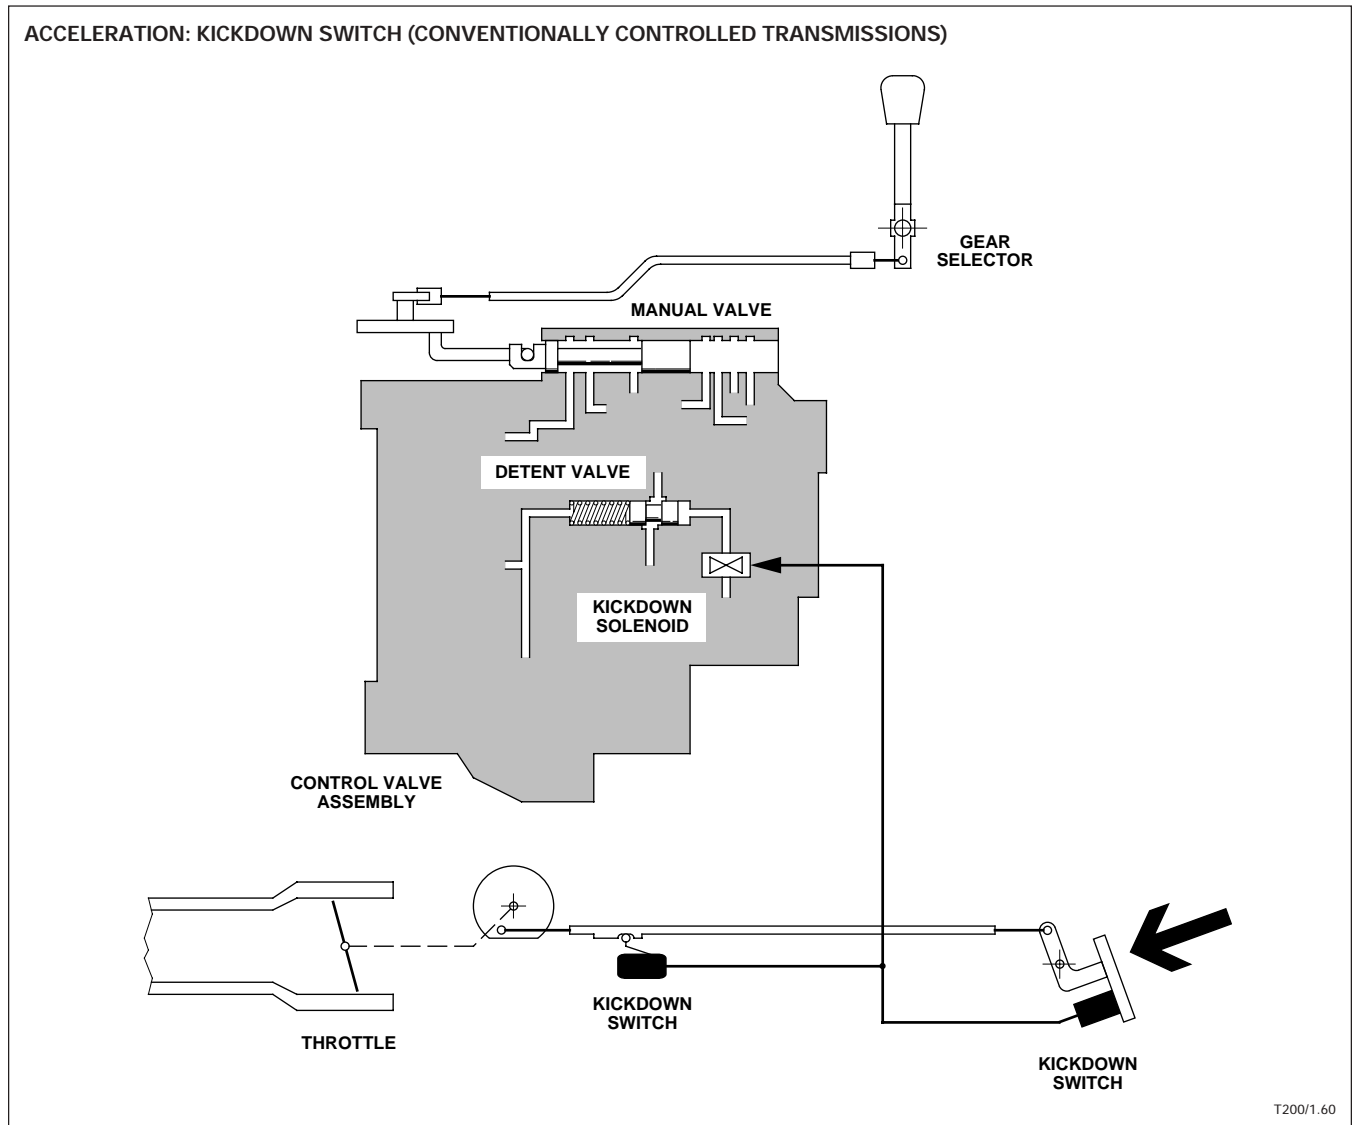 ACCELERATION: KICKDOWN SWITCH (CONVENTIONALLY CONTROLLED TRANSMISSIONS)
GEAR
SELECTOR
MANUAL VALVE
DETENT VALVE
KICKDOWN
SOLENOID
CONTROL VALVE
ASSEMBLY
KICKDOWN
SWITCH
THROTTLE
KICKDOWN
SWITCH
T200/1.60